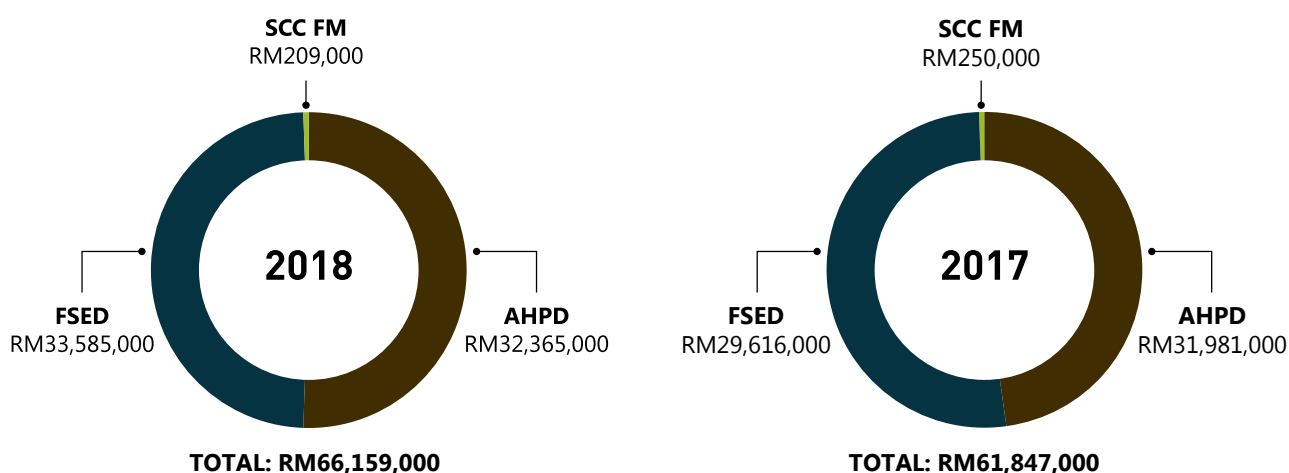 SCC FM
RM209,000
2018
FSED
RM33,585,000
AHPD
RM32,365,000
TOTAL: RM66,159,000
SCC FM
RM250,000
2017
FSED
RM29,616,000
AHPD
RM31,981,000
TOTAL: RM61,847,000